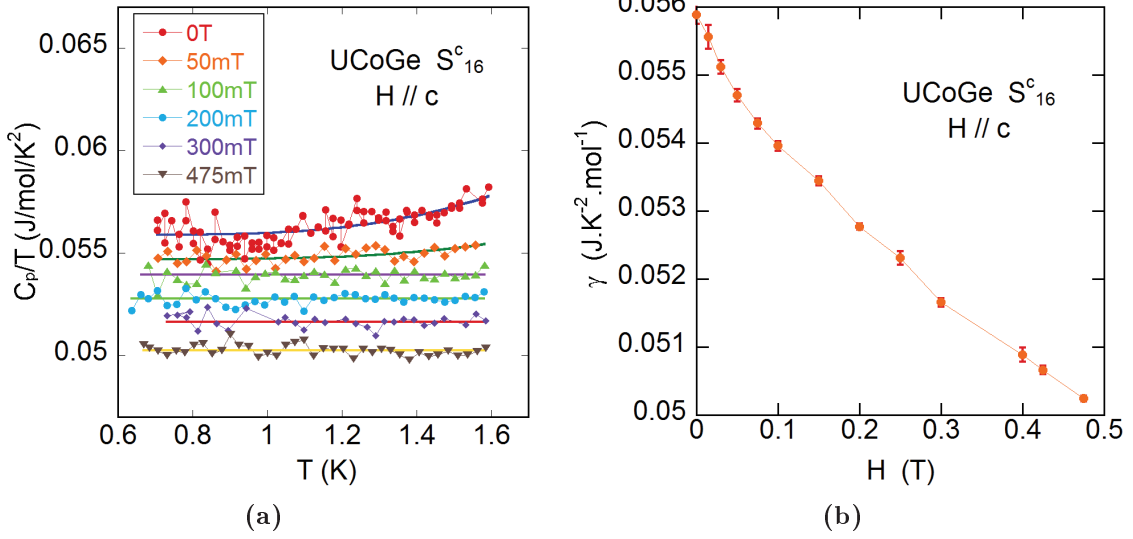 0.065
0.06
0.055
0.05
C_p/T (J/mol/K²)
0T
50mT
100mT
200mT
300mT
475mT
UCoGe S^c_16
H // c
0.6 0.8 1 1.2 1.4 1.6
T (K)
(a)
0.056
0.055
0.054
0.053
0.052
0.051
0.05
γ (J.K⁻².mol⁻¹)
UCoGe S^c_16
H // c
0 0.1 0.2 0.3 0.4 0.5
H (T)
(b)